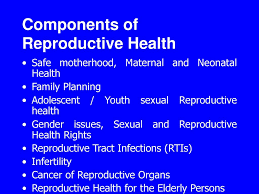 Components of
Reproductive Health
• Safe motherhood, Maternal and Neonatal
Health
• Family Planning
• Adolescent / Youth sexual Reproductive
health
• Gender issues, Sexual and Reproductive
Health Rights
• Reproductive Tract Infections (RTIs)
• Infertility
• Cancer of Reproductive Organs
• Reproductive Health for the Elderly Persons